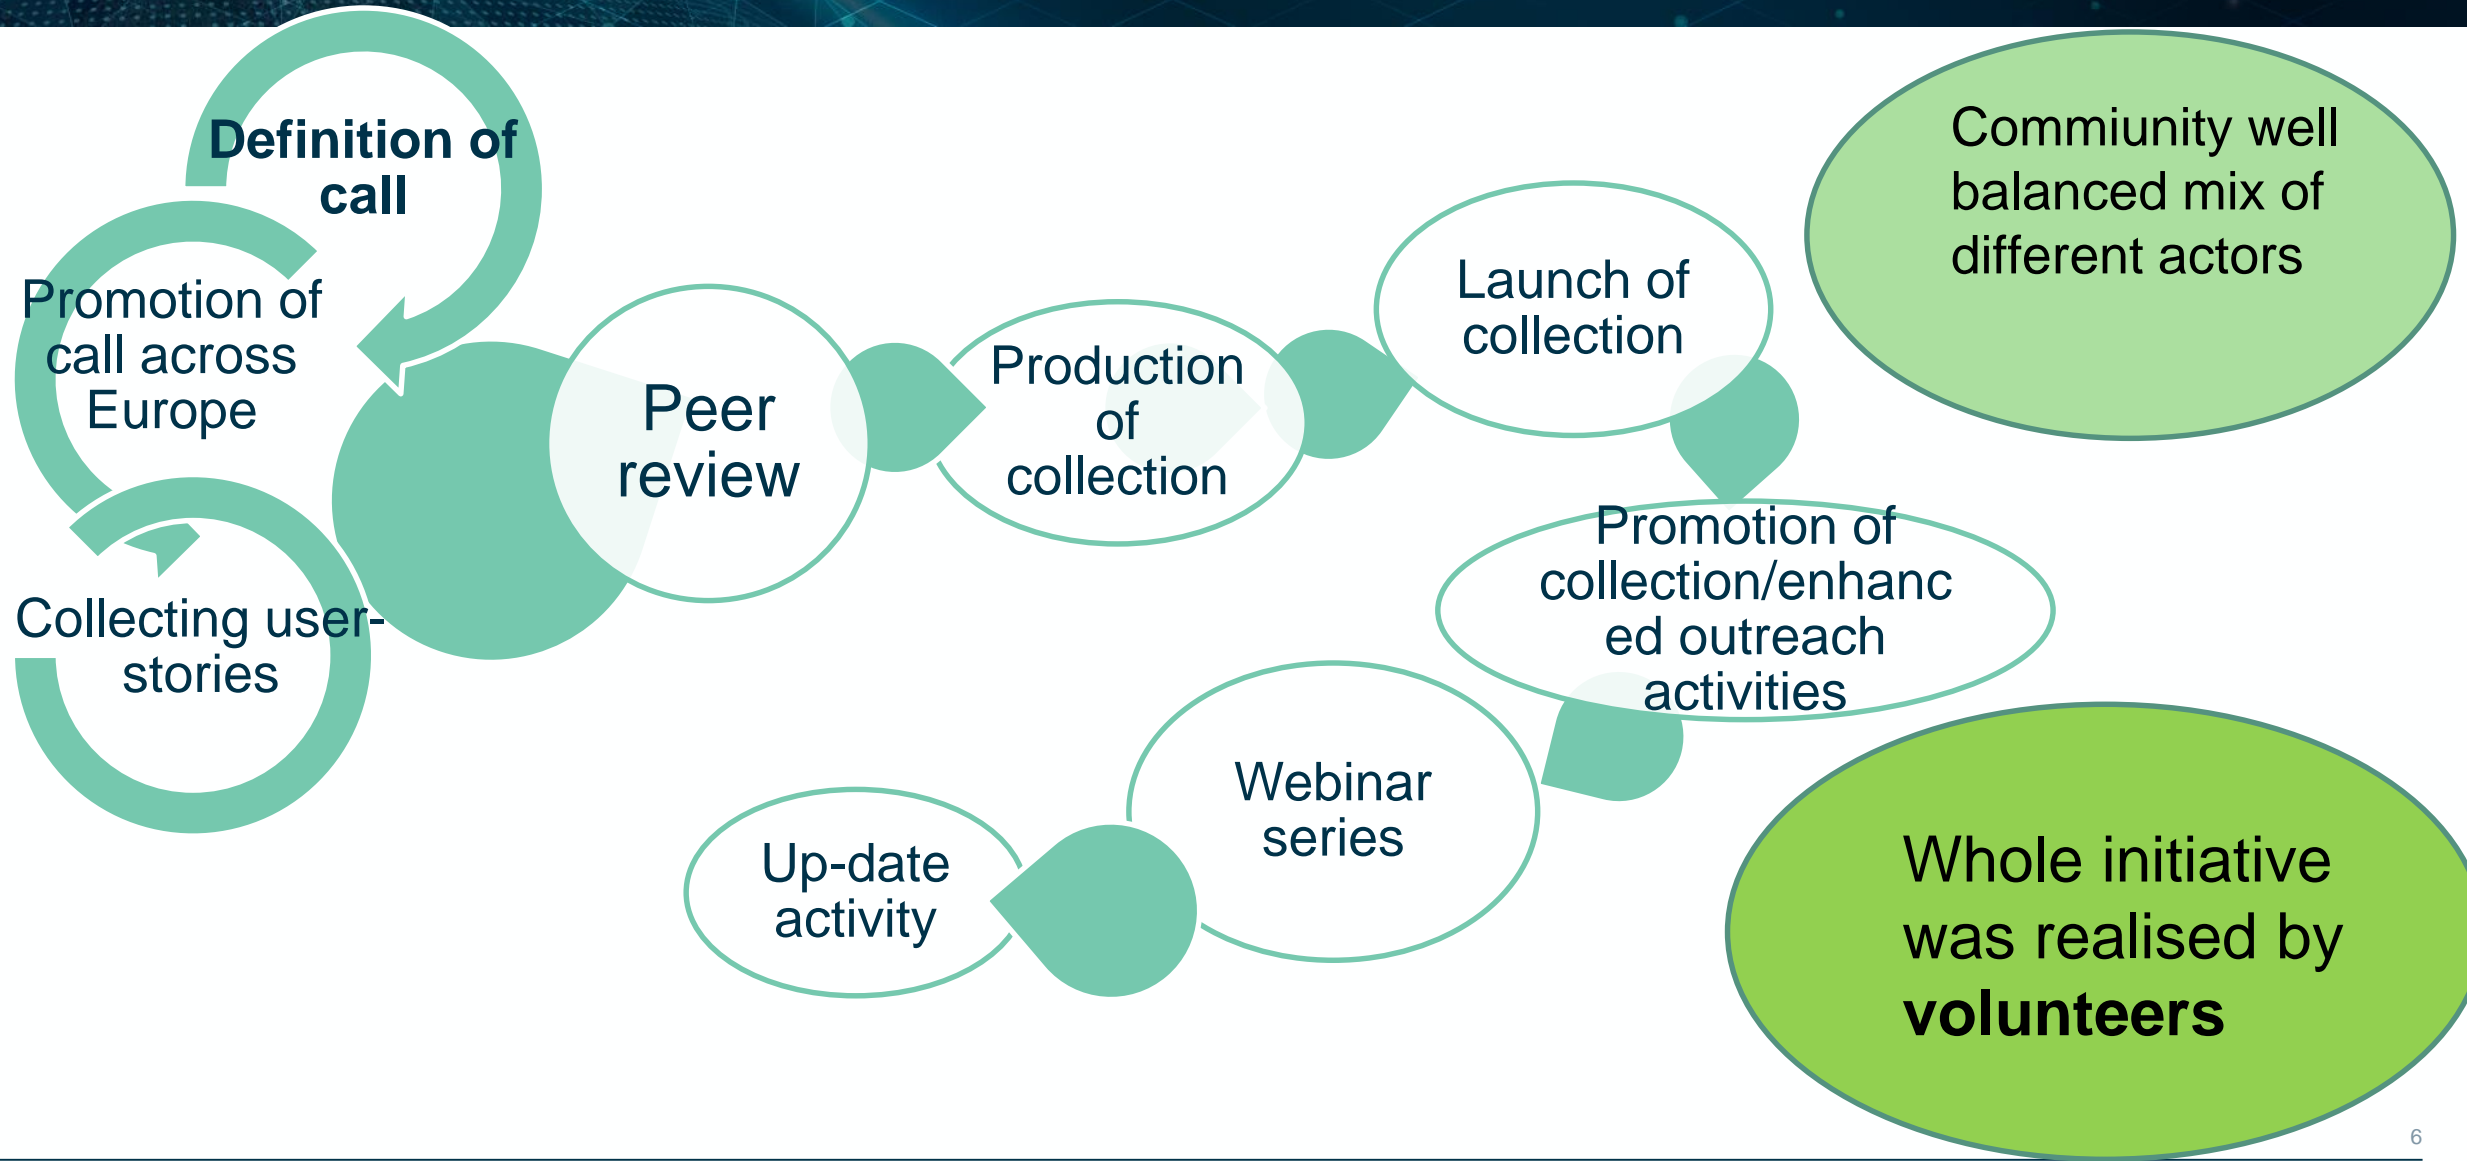 Definition of
call
Promotion of
call across
Europe
Collecting user-
stories
Peer
review
Production
of
collection
Launch of
collection
Promotion of
collection/enhanc
ed outreach
activities
Webinar
series
Up-date
activity
Commiunity well
balanced mix of
different actors
Whole initiative
was realised by
volunteers
6